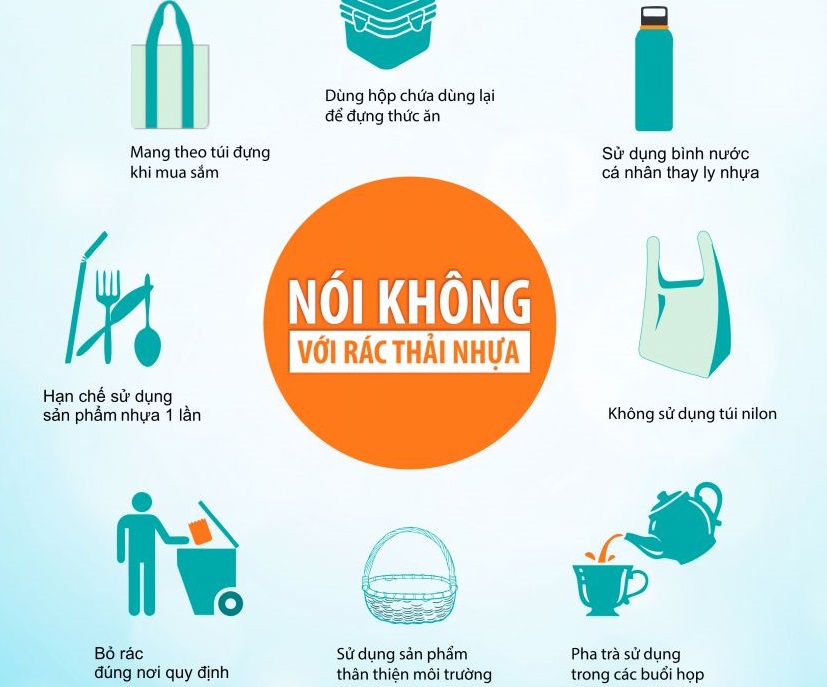 Dùng hộp chứa dùng lại
để đựng thức ăn
Mang theo túi đựng
khi mua sắm
Sử dụng bình nước
cá nhân thay ly nhựa
NÓI KHÔNG
VỚI RÁC THẢI NHỰA
Hạn chế sử dụng
sản phẩm nhựa 1 lần
Không sử dụng túi nilon
Bỏ rác
đúng nơi quy định
Sử dụng sản phẩm
thân thiện môi trường
Pha trà sử dụng
trong các buổi họp